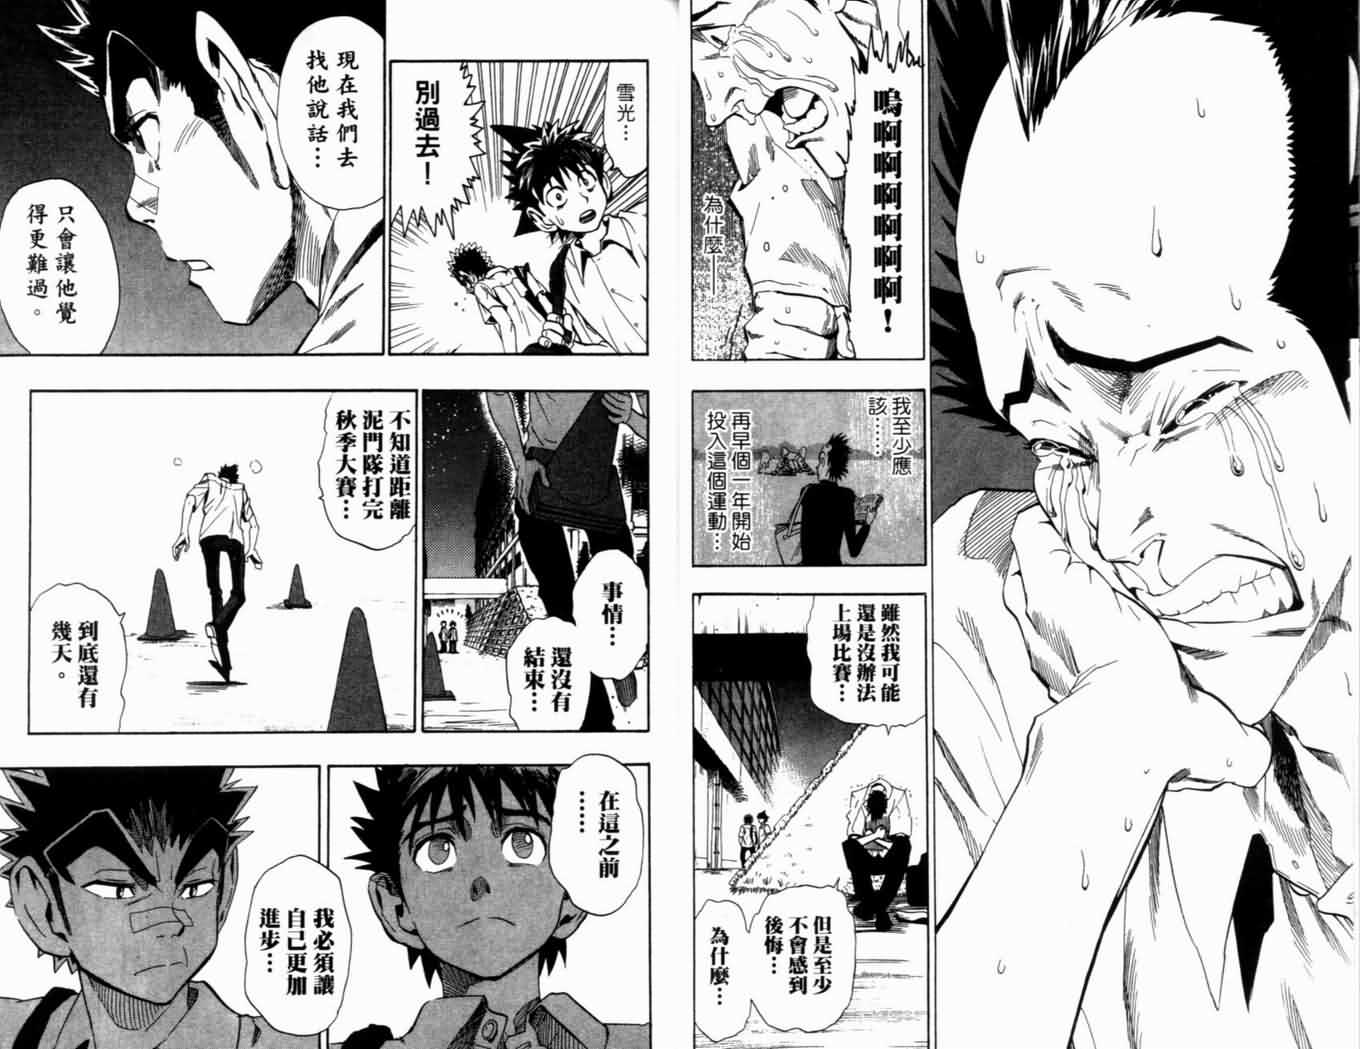 嗚啊啊啊啊啊啊啊！
為什麼──
我至少應
該……
再早個一年開始
投入這個運動…
雖然我可能
還是沒辦法
上場比賽…
但是至少
不會感到
後悔…
為什麼…
雪光…
別過去！
現在我們去
找他說話…
只會讓他覺
得更難過。
事情…
還沒有
結束…
不知道距離
泥門隊打完
秋季大賽…
到底還有
幾天。
在這之前
……
我必須讓
自己更加
進步…